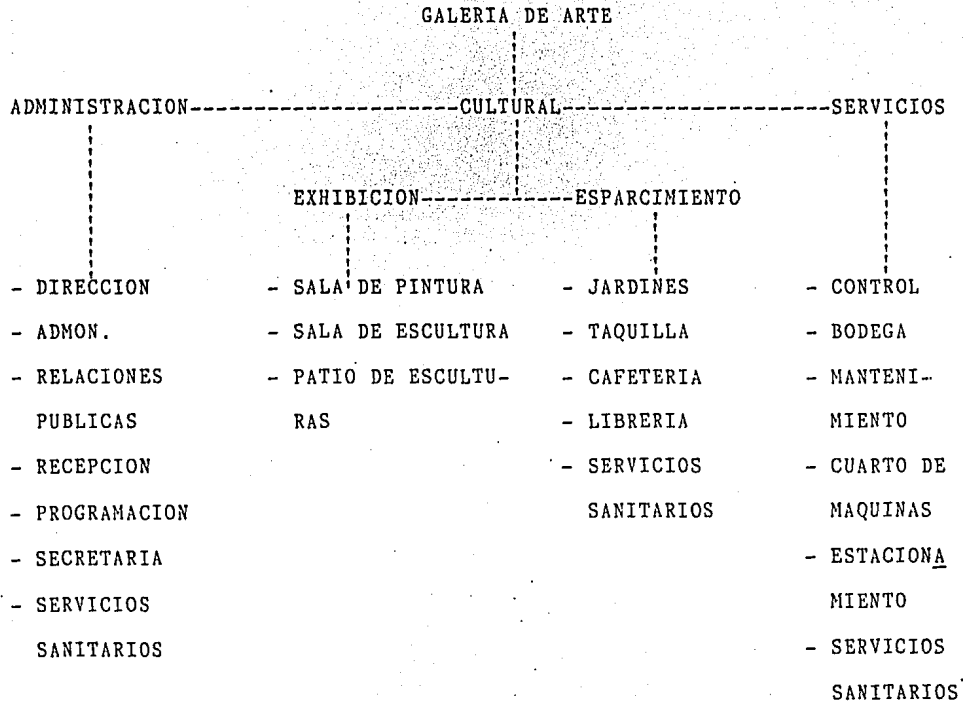 GALERIA DE ARTE
ADMINISTRACION--------------------CULTURAL--------------------SERVICIOS
EXHIBICION-----------ESPARCIMIENTO
- DIRECCION
- ADMON.
- RELACIONES
PUBLICAS
- RECEPCION
- PROGRAMACION
- SECRETARIA
- SERVICIOS
SANITARIOS
- SALA DE PINTURA
- SALA DE ESCULTURA
- PATIO DE ESCULTU-
RAS
- JARDINES
- TAQUILLA
- CAFETERIA
- LIBRERIA
- SERVICIOS
SANITARIOS
- CONTROL
- BODEGA
- MANTENI-
MIENTO
- CUARTO DE
MAQUINAS
- ESTACIONA
MIENTO
- SERVICIOS
SANITARIOS